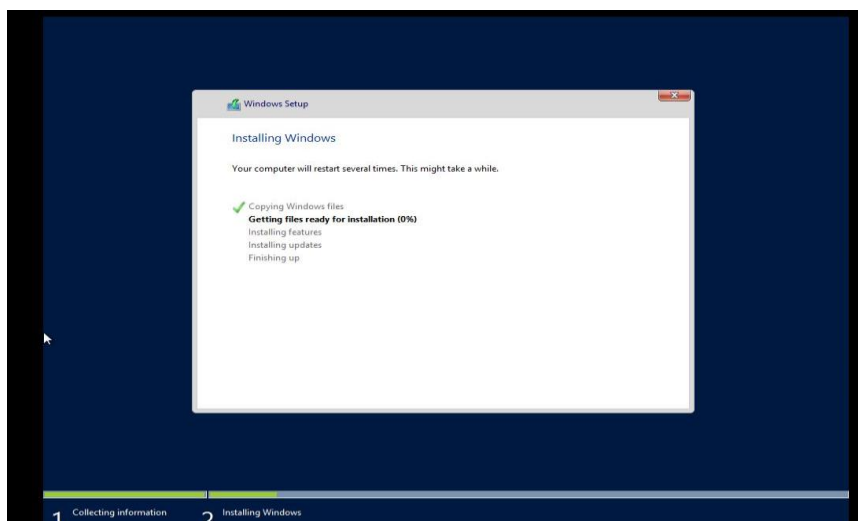 Windows Setup
Installing Windows
Your computer will restart several times. This might take a while.
Copying Windows files
Getting files ready for installation (0%)
Installing features
Installing updates
Finishing up
1 Collecting information
2 Installing Windows